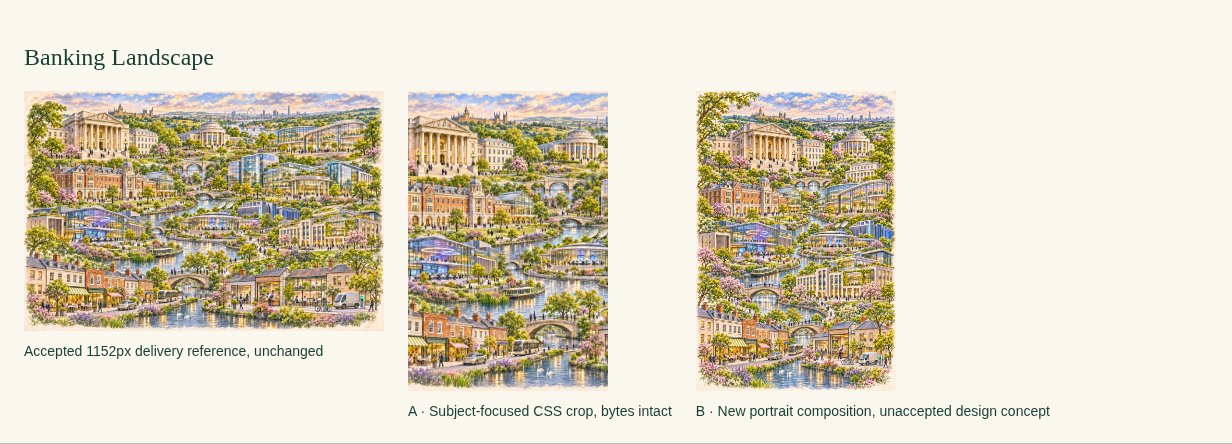 Banking Landscape
Accepted 1152px delivery reference, unchanged
A · Subject-focused CSS crop, bytes intact
B · New portrait composition, unaccepted design concept